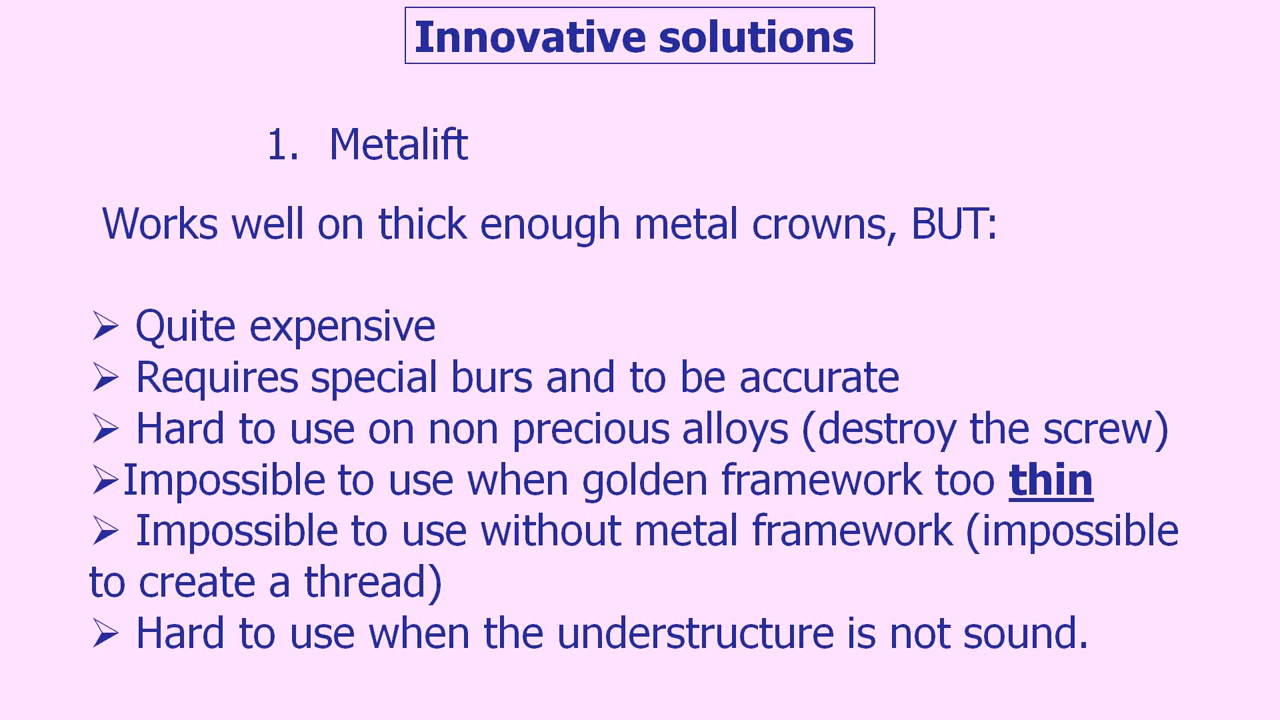 Innovative solutions
1. Metalift
Works well on thick enough metal crowns, BUT:
➢ Quite expensive
➢ Requires special burs and to be accurate
➢ Hard to use on non precious alloys (destroy the screw)
➢Impossible to use when golden framework too thin
➢ Impossible to use without metal framework (impossible
to create a thread)
➢ Hard to use when the understructure is not sound.